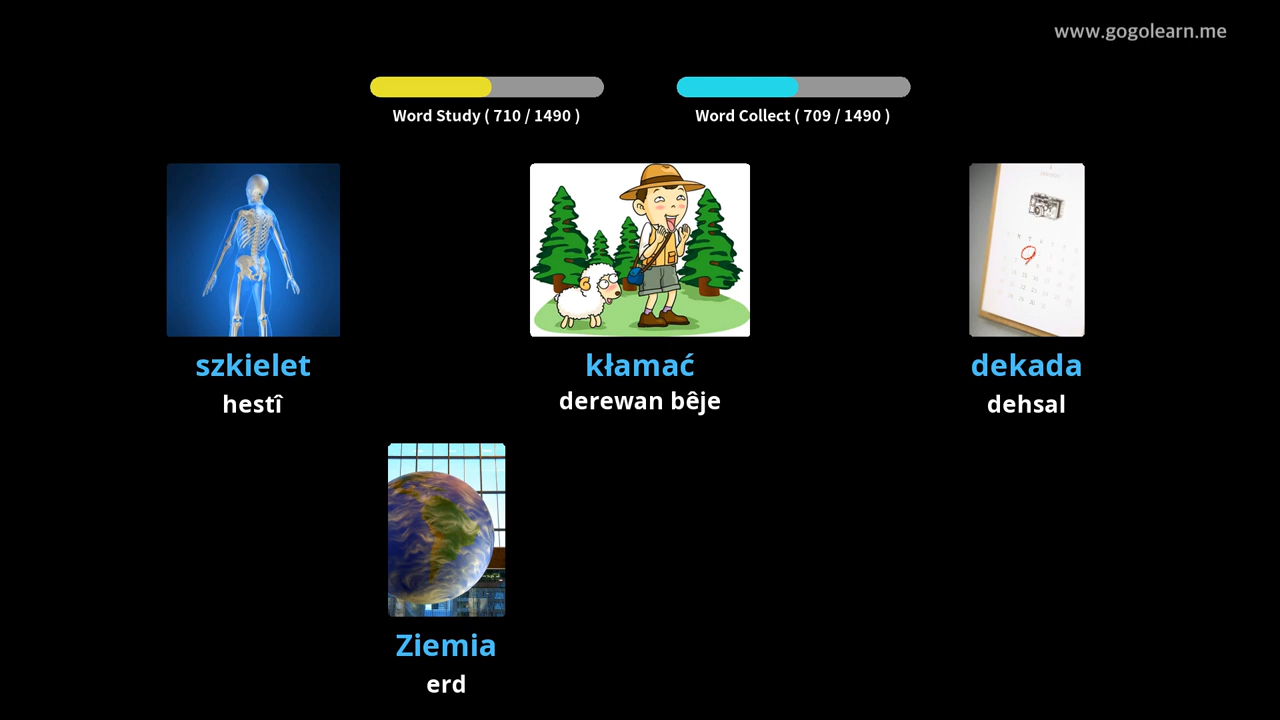 www.gogolearn.me
Word Study ( 710 / 1490 )
Word Collect ( 709 / 1490 )
szkielet
hestî
kłamać
derewan bêje
dekada
dehsal
9
Ziemia
erd